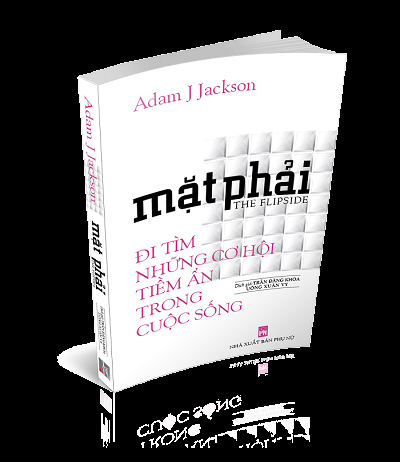 Adam J Jackson
mặt phải
THE FLIPSIDE
ĐI TÌM
NHỮNG CƠ HỘI
TIỀM ẨN
TRONG
CUỘC SỐNG
Dịch giả: TRẦN ĐĂNG KHOA
UÔNG XUÂN VY
NHÀ XUẤT BẢN PHỤ NỮ
Adam J Jackson
mặt phải